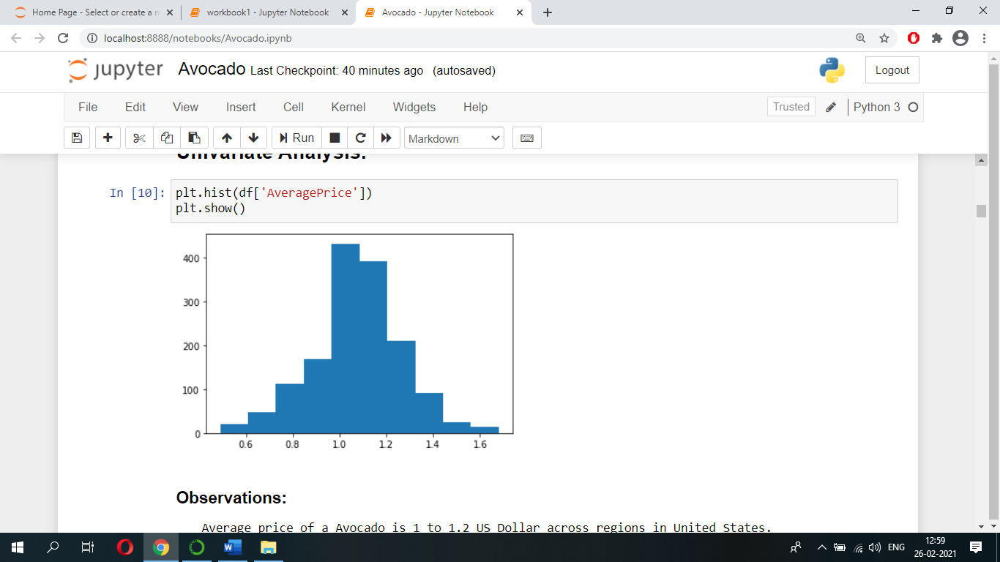 Home Page - Select or create a n
workbook1 - Jupyter Notebook
Avocado - Jupyter Notebook
localhost:8888/notebooks/Avocado.ipynb
jupyter Avocado Last Checkpoint: 40 minutes ago (autosaved)
Logout
File Edit View Insert Cell Kernel Widgets Help
Trusted
Python 3
Run
Markdown
Univariate Analysis:
In [10]: plt.hist(df['AveragePrice'])
plt.show()
400
300
200
100
0
0.6 0.8 1.0 1.2 1.4 1.6
Observations:
Average price of a Avocado is 1 to 1.2 US Dollar across regions in United States.
W
ENG
12:59
26-02-2021